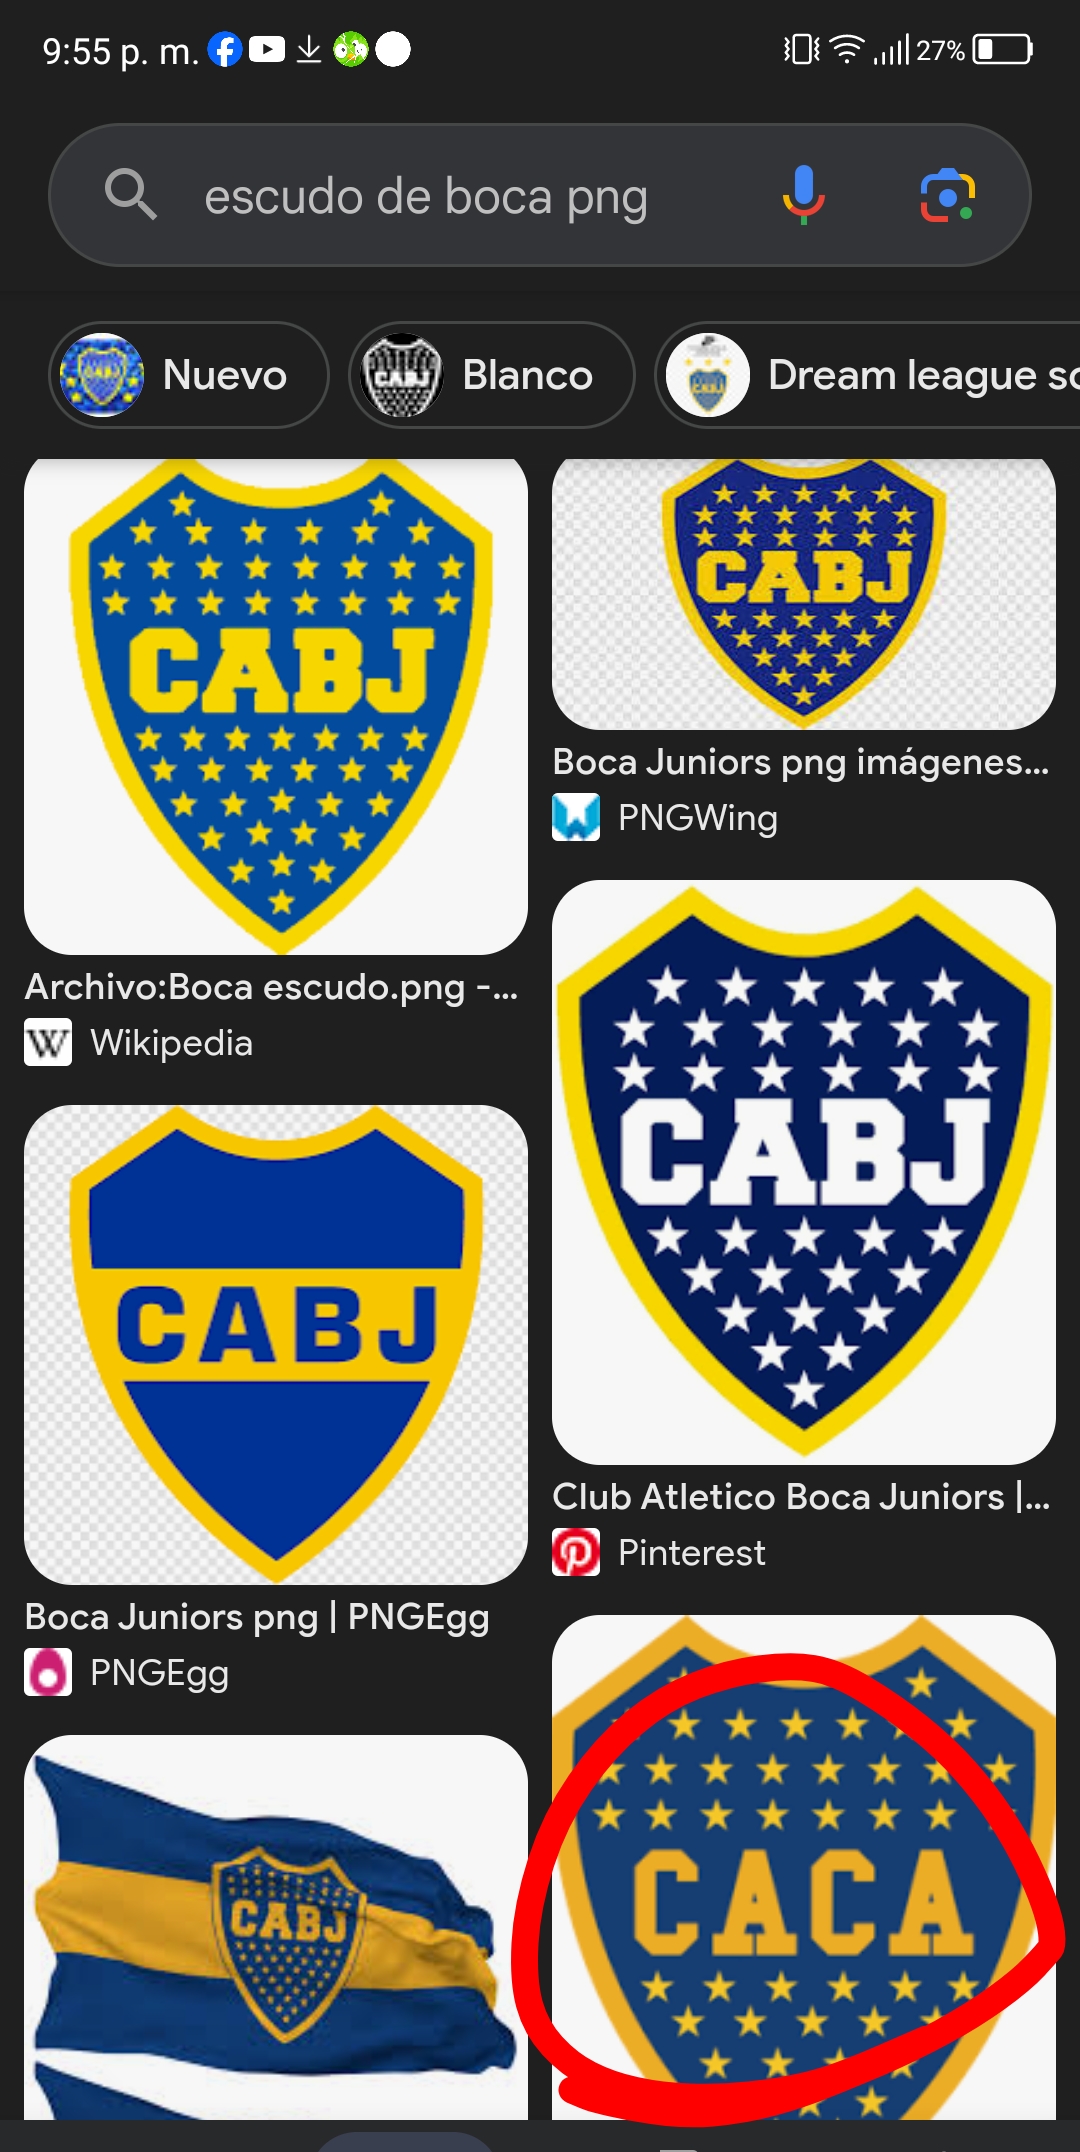 9:55 p. m.
27%
escudo de boca png
Nuevo
Blanco
Dream league so
CABJ
CABJ
Boca Juniors png imágenes...
PNGWing
Archivo:Boca escudo.png -...
W Wikipedia
CABJ
Club Atletico Boca Juniors |...
Pinterest
CABJ
Boca Juniors png | PNGEgg
PNGEgg
CABJ
CACA